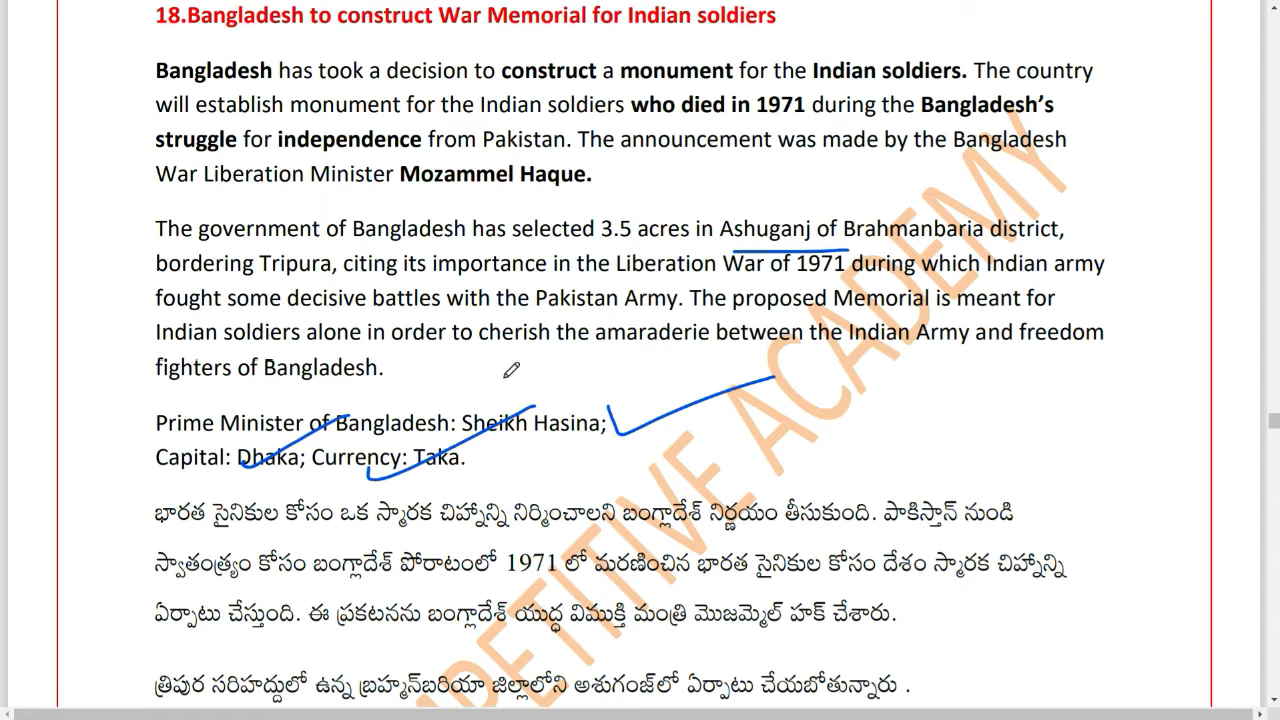 18.Bangladesh to construct War Memorial for Indian soldiers
Bangladesh has took a decision to construct a monument for the Indian soldiers. The country
will establish monument for the Indian soldiers who died in 1971 during the Bangladesh's
struggle for independence from Pakistan. The announcement was made by the Bangladesh
War Liberation Minister Mozammel Haque.
The government of Bangladesh has selected 3.5 acres in Ashuganj of Brahmanbaria district,
bordering Tripura, citing its importance in the Liberation War of 1971 during which Indian army
fought some decisive battles with the Pakistan Army. The proposed Memorial is meant for
Indian soldiers alone in order to cherish the amaraderie between the Indian Army and freedom
fighters of Bangladesh.
Prime Minister of Bangladesh: Sheikh Hasina;
Capital: Dhaka; Currency: Taka.
భారత సైనికుల కోసం ఒక స్మారక చిహ్నాన్ని నిర్మించాలని బంగ్లాదేశ్ నిర్ణయం తీసుకుంది. పాకిస్తాన్ నుండి
స్వాతంత్ర్యం కోసం బంగ్లాదేశ్ పోరాటంలో 1971 లో మరణించిన భారత సైనికుల కోసం దేశం స్మారక చిహ్నాన్ని
ఏర్పాటు చేస్తుంది. ఈ ప్రకటనను బంగ్లాదేశ్ యుద్ధ విముక్తి మంత్రి మొజమ్మెల్ హక్ చేశారు.
త్రిపుర సరిహద్దులో ఉన్న బ్రహ్మన్‌బరియా జిల్లాలోని అశుగంజ్‌లో ఏర్పాటు చేయబోతున్నారు .
COMPETITIVE ACADEMY